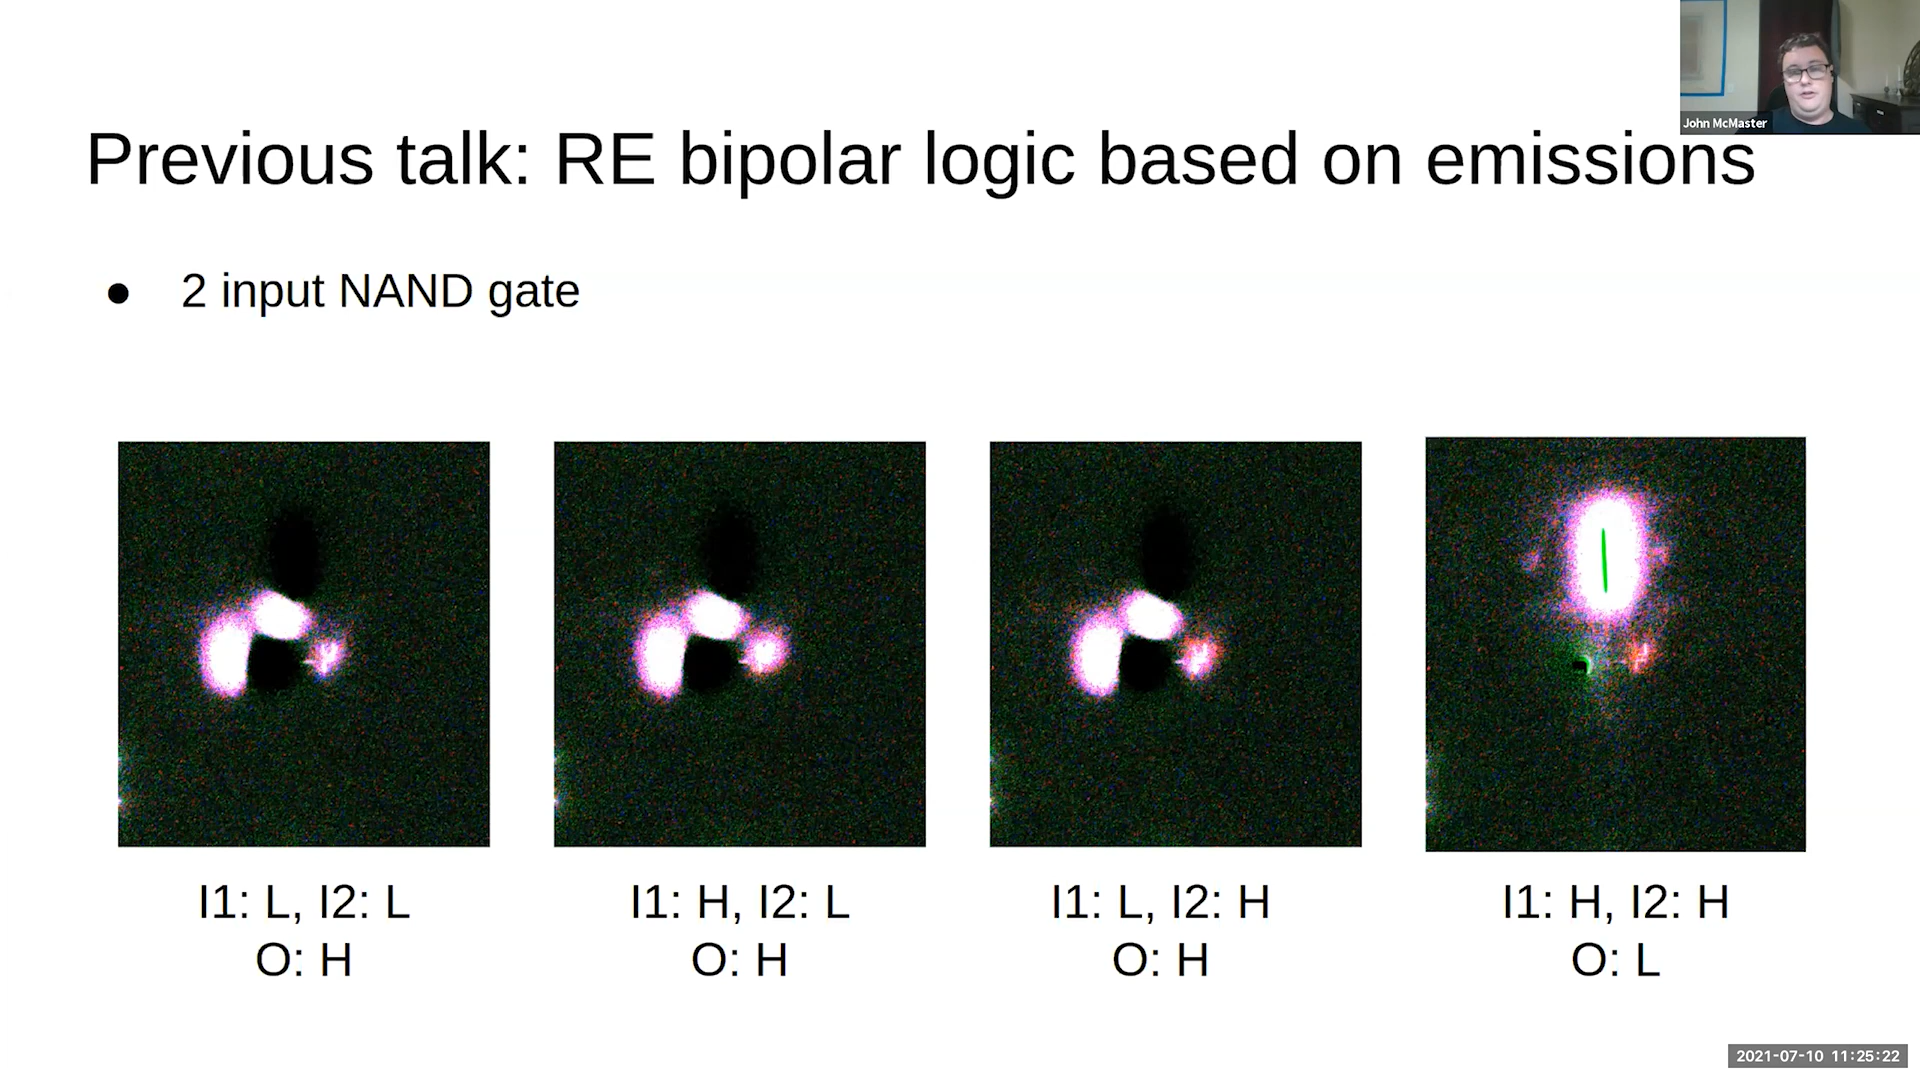 John McMaster
Previous talk: RE bipolar logic based on emissions
● 2 input NAND gate
I1: L, I2: L
O: H
I1: H, I2: L
O: H
I1: L, I2: H
O: H
I1: H, I2: H
O: L
2021-07-10 11:25:22